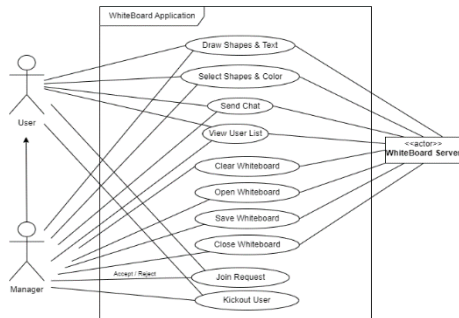 WhiteBoard Application
Draw Shapes & Text
Select Shapes & Color
Send Chat
User
View User List
<<actor>>
WhiteBoard Server
Clear Whiteboard
Open Whiteboard
Save Whiteboard
Close Whiteboard
Accept / Reject
Join Request
Manager
Kickout User